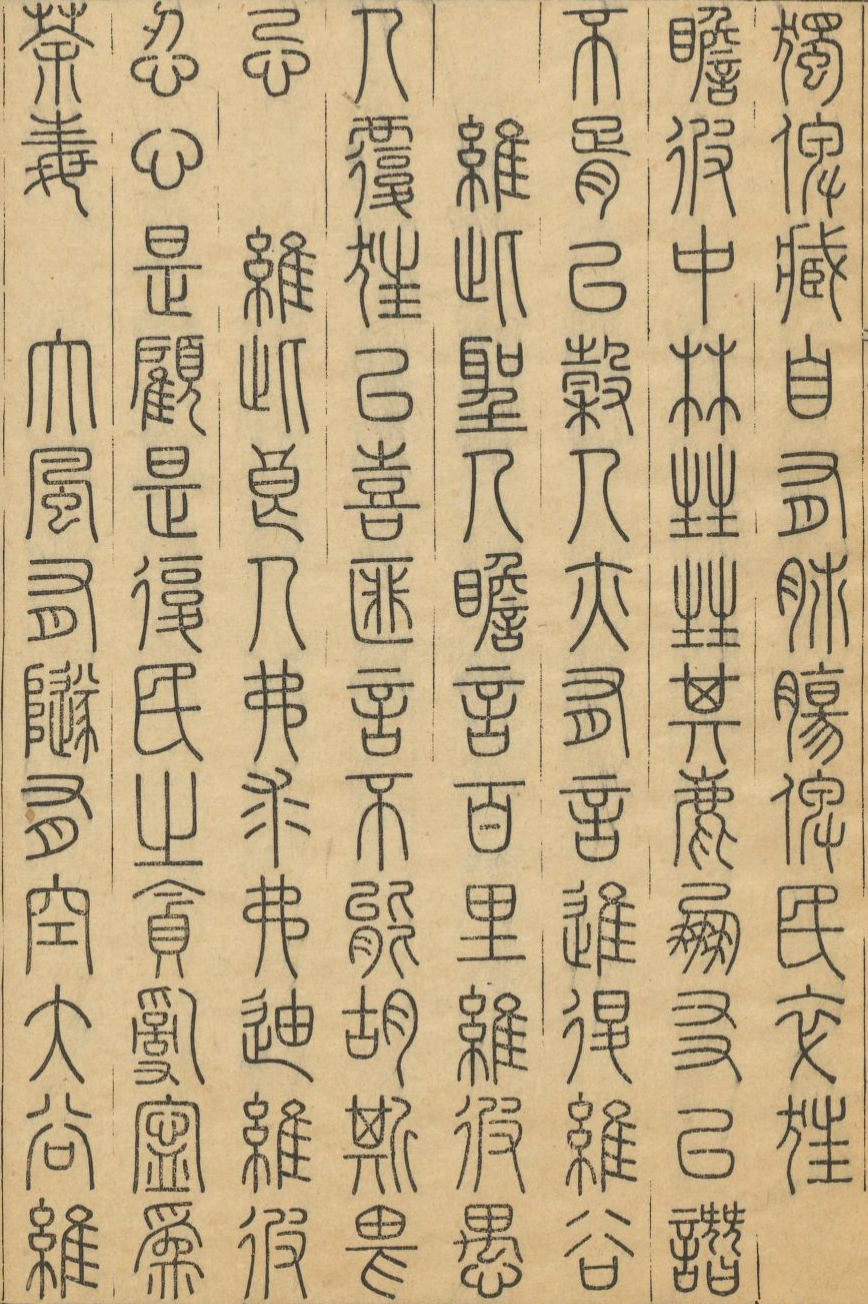 獨俾臧自有肺腸俾民卒狂
瞻彼中林甡甡其鹿朋友已譖
不胥以穀人亦有言進退維谷
維此聖人瞻言百里維彼愚
人覆狂以喜匪言不能胡斯畏
忌　維此良人弗求弗迪維彼
忍心是顧是復民之貪亂寧為
荼毒　大風有隧有空大谷維